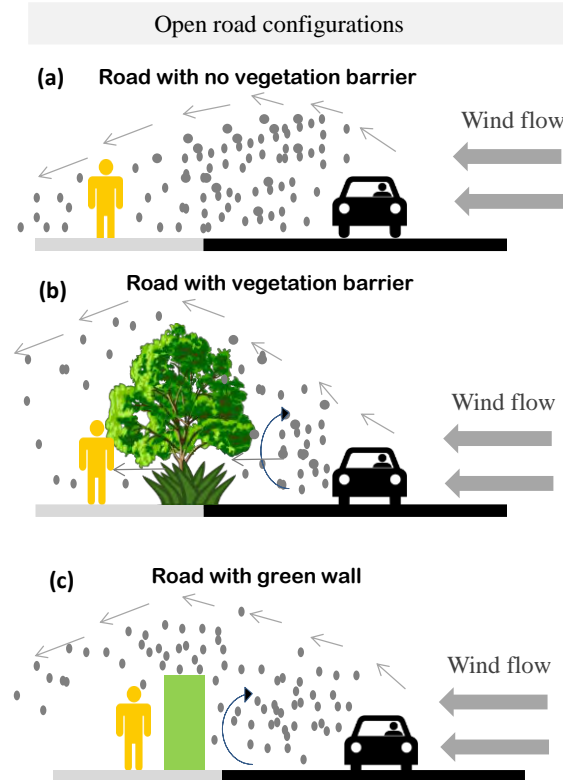 Open road configurations
(a)
Road with no vegetation barrier
Wind flow
(b)
Road with vegetation barrier
Wind flow
(c)
Road with green wall
Wind flow